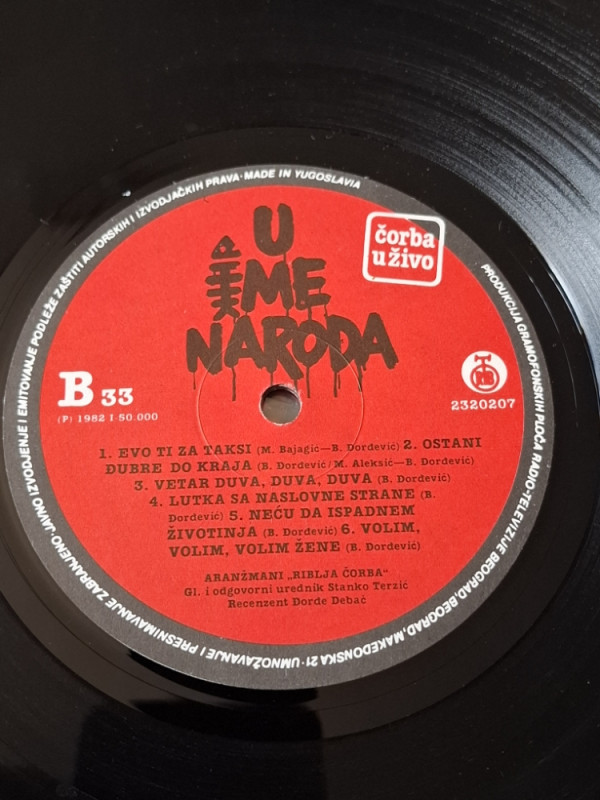 JAVNO IZVODJENJE I EMITOVANJE PODLEŽE ZAŠTITI AUTORSKIH I IZVODJAČKIH PRAVA · MADE IN YUGOSLAVIA
PRODUKCIJA GRAMOFONSKIH PLOČA RADIO-TELEVIZIJE BEOGRAD, BEOGRAD, MAKEDONSKA 21 · UMNOŽAVANJE I PRESNIMAVANJE ZABRANJENO ·
U
IME
NARODA
čorba
uživo
B 33
(P) 1982 I 50.000
2320207
1. EVO TI ZA TAKSI (M. Bajagić—B. Đorđević) 2. OSTANI
ĐUBRE DO KRAJA (B. Đorđević/M. Aleksić—B. Đorđević)
3. VETAR DUVA, DUVA, DUVA (B. Đorđević)
4. LUTKA SA NASLOVNE STRANE (B.
Đorđević) 5. NEĆU DA ISPADNEM
ŽIVOTINJA (B. Đorđević) 6. VOLIM,
VOLIM, VOLIM ŽENE (B. Đorđević)
ARANŽMANI „RIBLJA ČORBA“
Gl. i odgovorni urednik Stanko Terzić
Recenzent Đorđe Debač